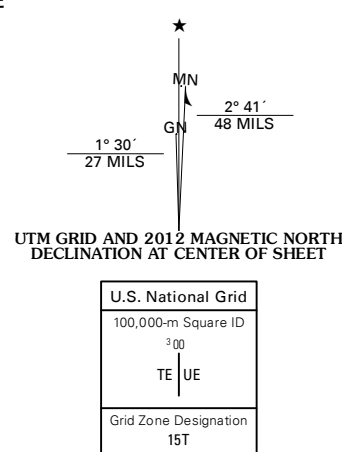 ★
MN
GN
2° 41´
48 MILS
1° 30´
27 MILS
UTM GRID AND 2012 MAGNETIC NORTH
DECLINATION AT CENTER OF SHEET
U.S. National Grid
100,000-m Square ID
³00
TE UE
Grid Zone Designation
15T